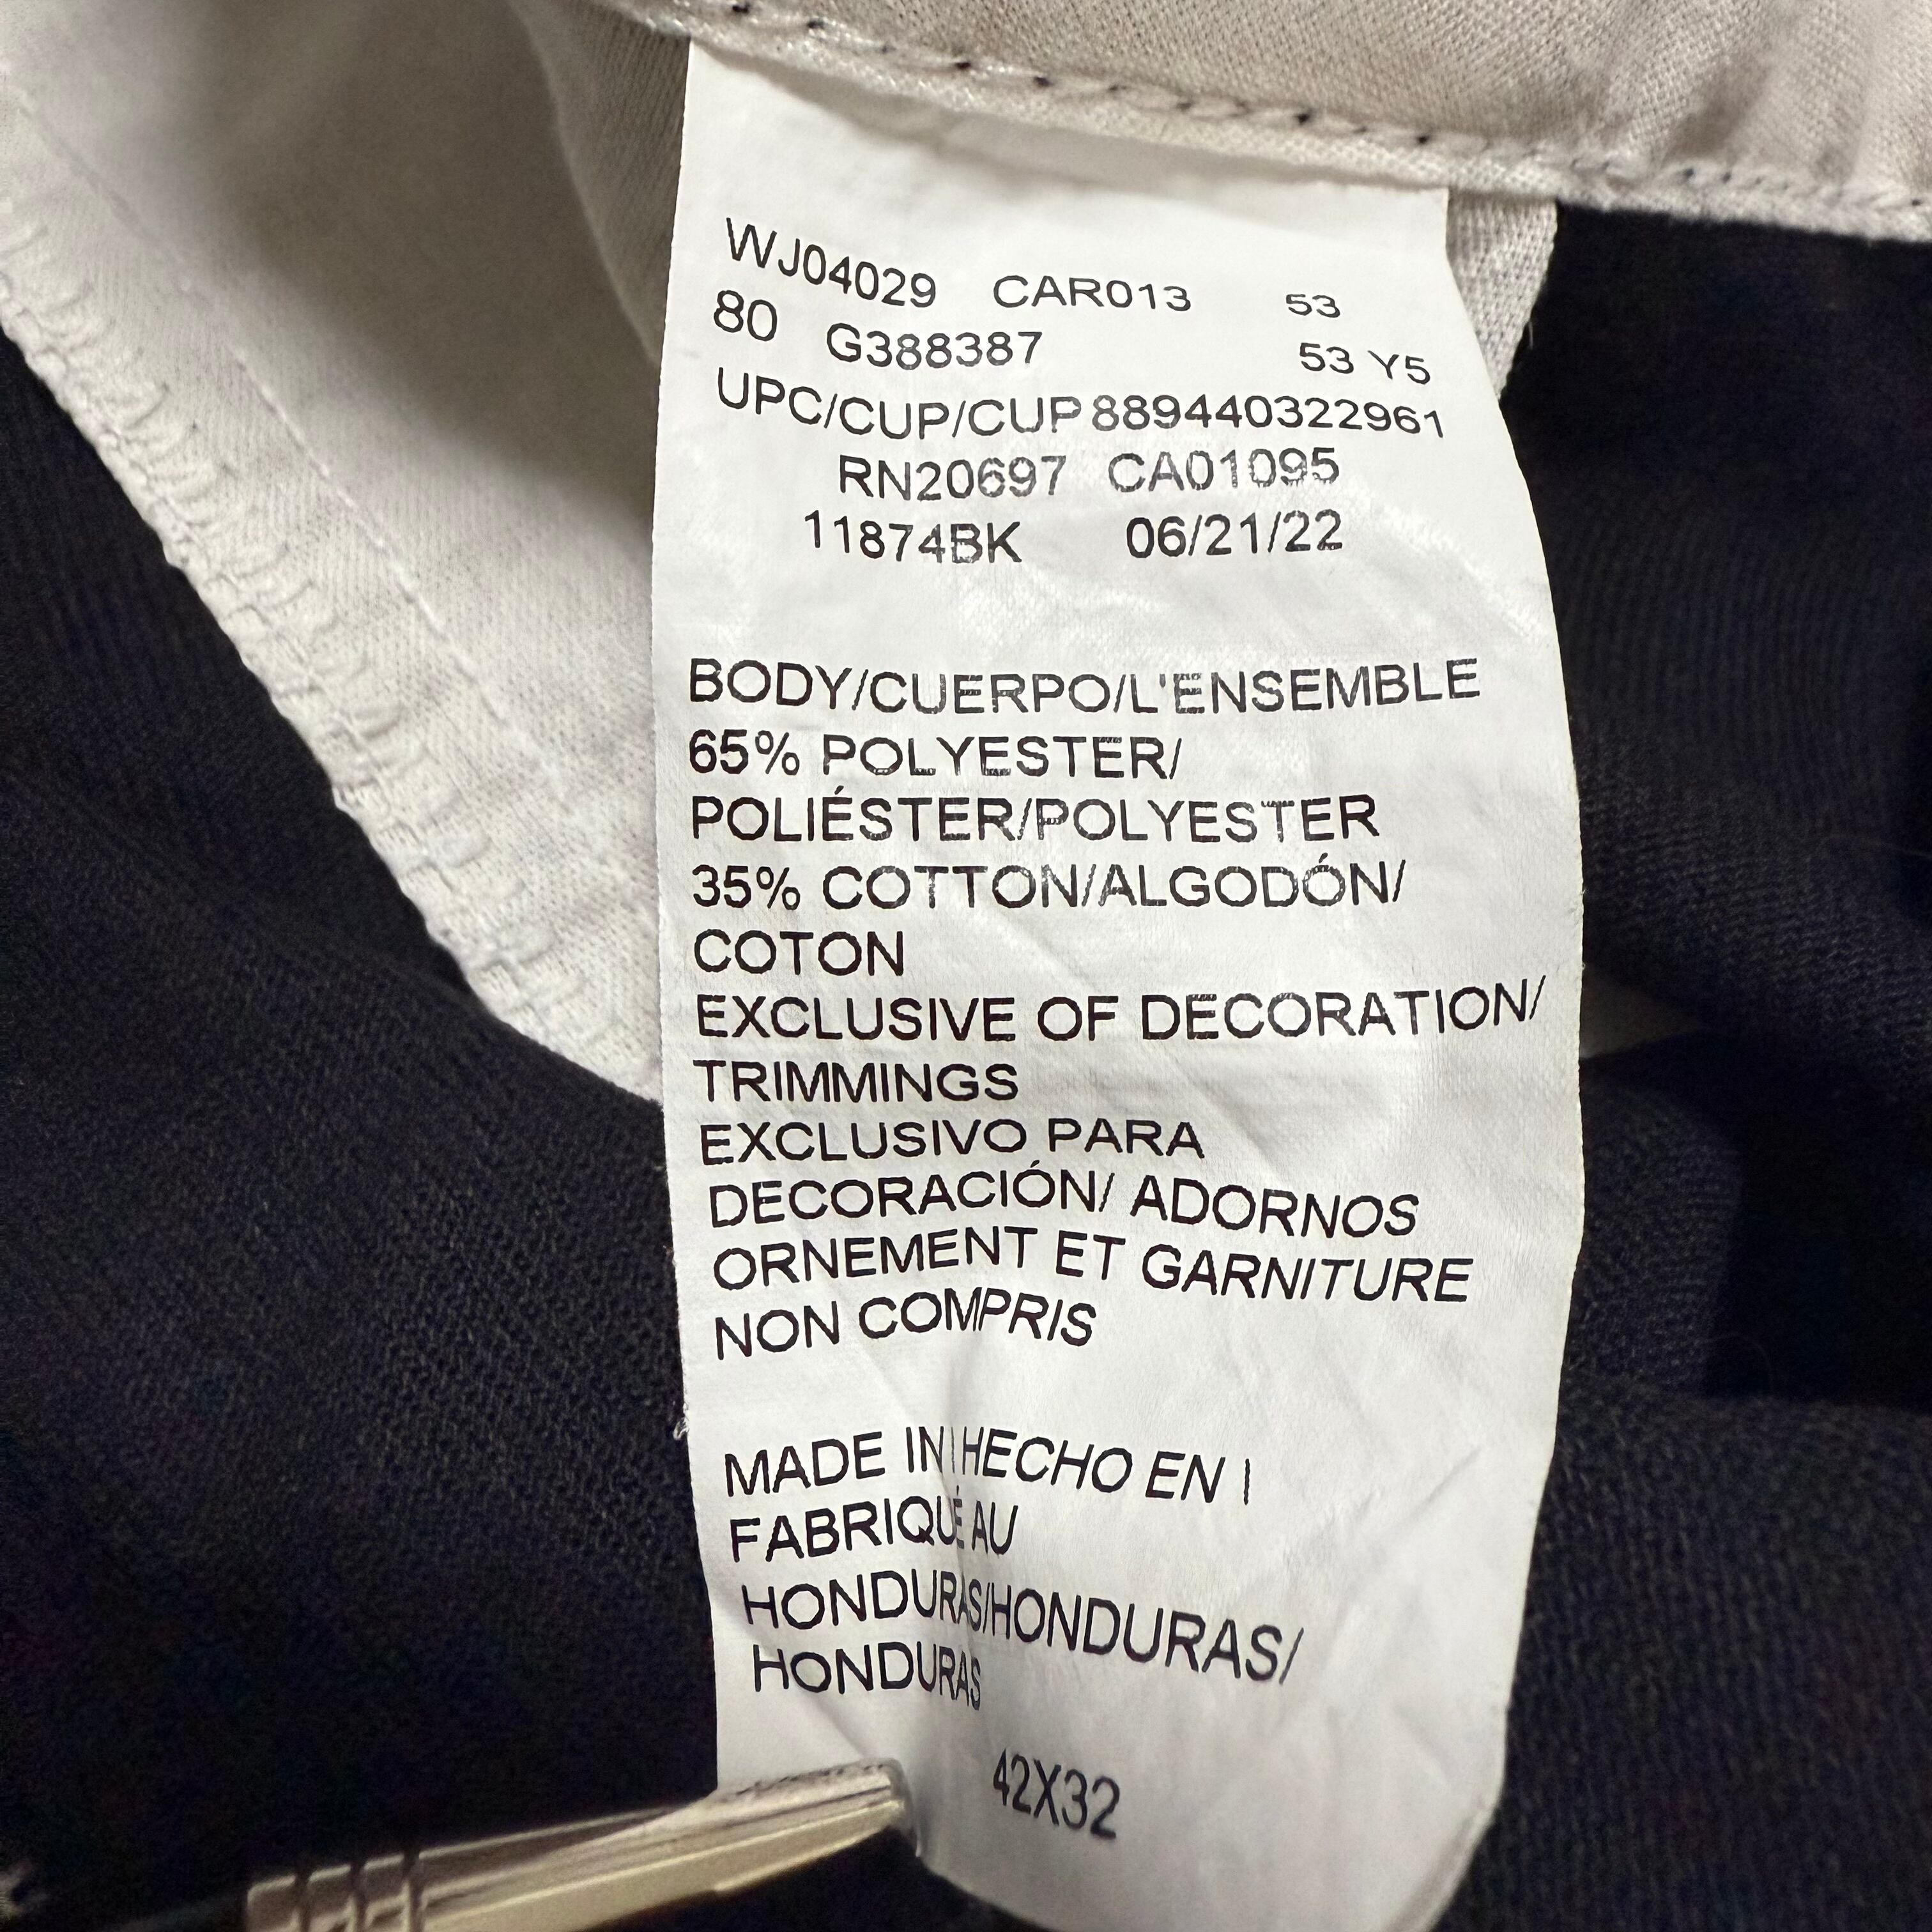 WJ04029 CAR013 53
80 G388387 53 Y5
UPC/CUP/CUP 889440322961
RN20697 CA01095
11874BK 06/21/22
BODY/CUERPO/L'ENSEMBLE
65% POLYESTER/
POLIÉSTER/POLYESTER
35% COTTON/ALGODÓN/
COTON
EXCLUSIVE OF DECORATION/
TRIMMINGS
EXCLUSIVO PARA
DECORACIÓN/ ADORNOS
ORNEMENT ET GARNITURE
NON COMPRIS
MADE IN | HECHO EN |
FABRIQUÉ AU
HONDURAS/HONDURAS/
HONDURAS
42X32